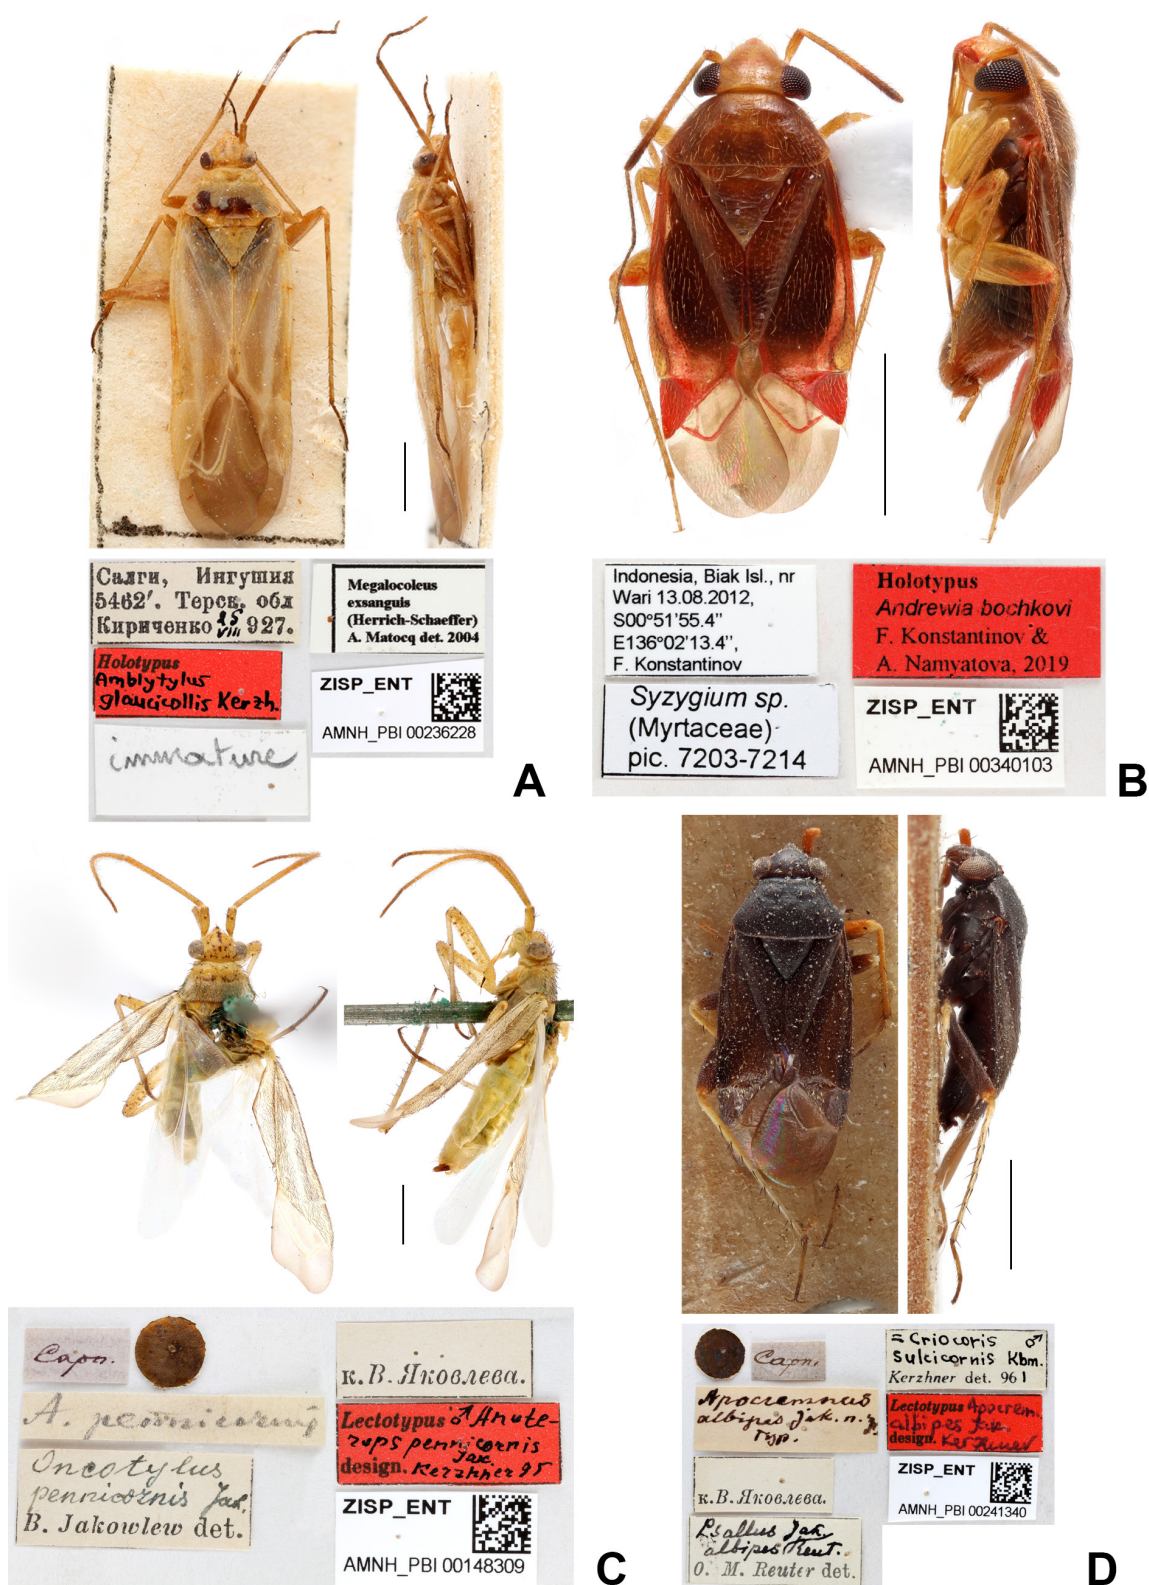 Салги, Ингушия
5462'. Терск. обл
Кириченко 25 VIII 927.
Megalocoleus
exsanguis
(Herrich-Schaeffer)
A. Matocq det. 2004
Holotypus
Amblytylus
glaucicollis Kerzh.
ZISP_ENT
AMNH_PBI 00236228
immature
A
Indonesia, Biak Isl., nr
Wari 13.08.2012,
S00°51'55.4"
E136°02'13.4",
F. Konstantinov
Holotypus
Andrewia bochkovi
F. Konstantinov &
A. Namyatova, 2019
Syzygium sp.
(Myrtaceae)
pic. 7203-7214
ZISP_ENT
AMNH_PBI 00340103
B
Сарп.
к. В. Яковлева.
A. pennicornis
Lectotypus ♂ Anote-
rops pennicornis
Jak.
design. Kerzhner 95
Oncotylus
pennicornis Jak.
B. Jakowlew det.
ZISP_ENT
AMNH_PBI 00148309
C
Сарп.
= Criocoris ♂
sulcicornis Kbm.
Kerzhner det. 961
Apocremnus
albipes Jak. n.
Typ.
Lectotypus Apocrem.
albipes Jak.
design. Kerzhner
к. В. Яковлева.
ZISP_ENT
AMNH_PBI 00241340
Psallus Jak.
albipes Reut.
O. M. Reuter det.
D